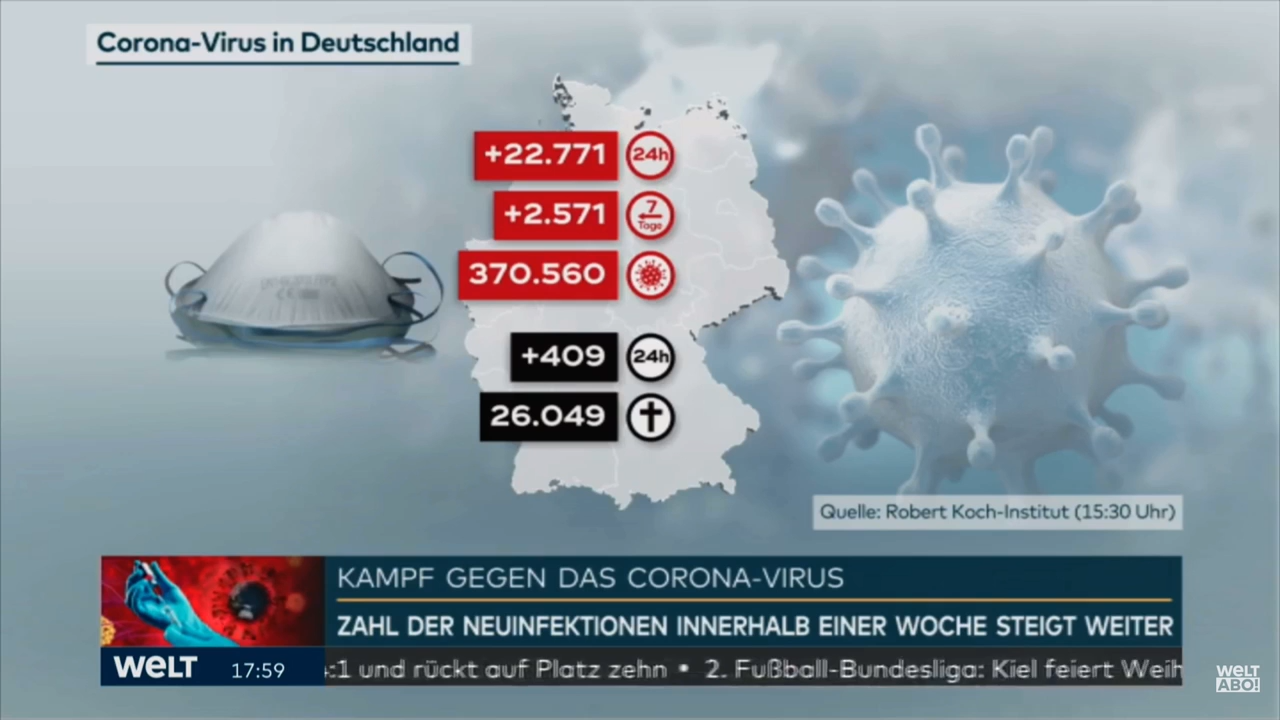 Corona-Virus in Deutschland
+22.771 24h
+2.571 7 Tage
370.560
+409 24h
26.049
Quelle: Robert Koch-Institut (15:30 Uhr)
KAMPF GEGEN DAS CORONA-VIRUS
ZAHL DER NEUINFEKTIONEN INNERHALB EINER WOCHE STEIGT WEITER
WELT 17:59 :1 und rückt auf Platz zehn • 2. Fußball-Bundesliga: Kiel feiert Weih
WELT
ABO!